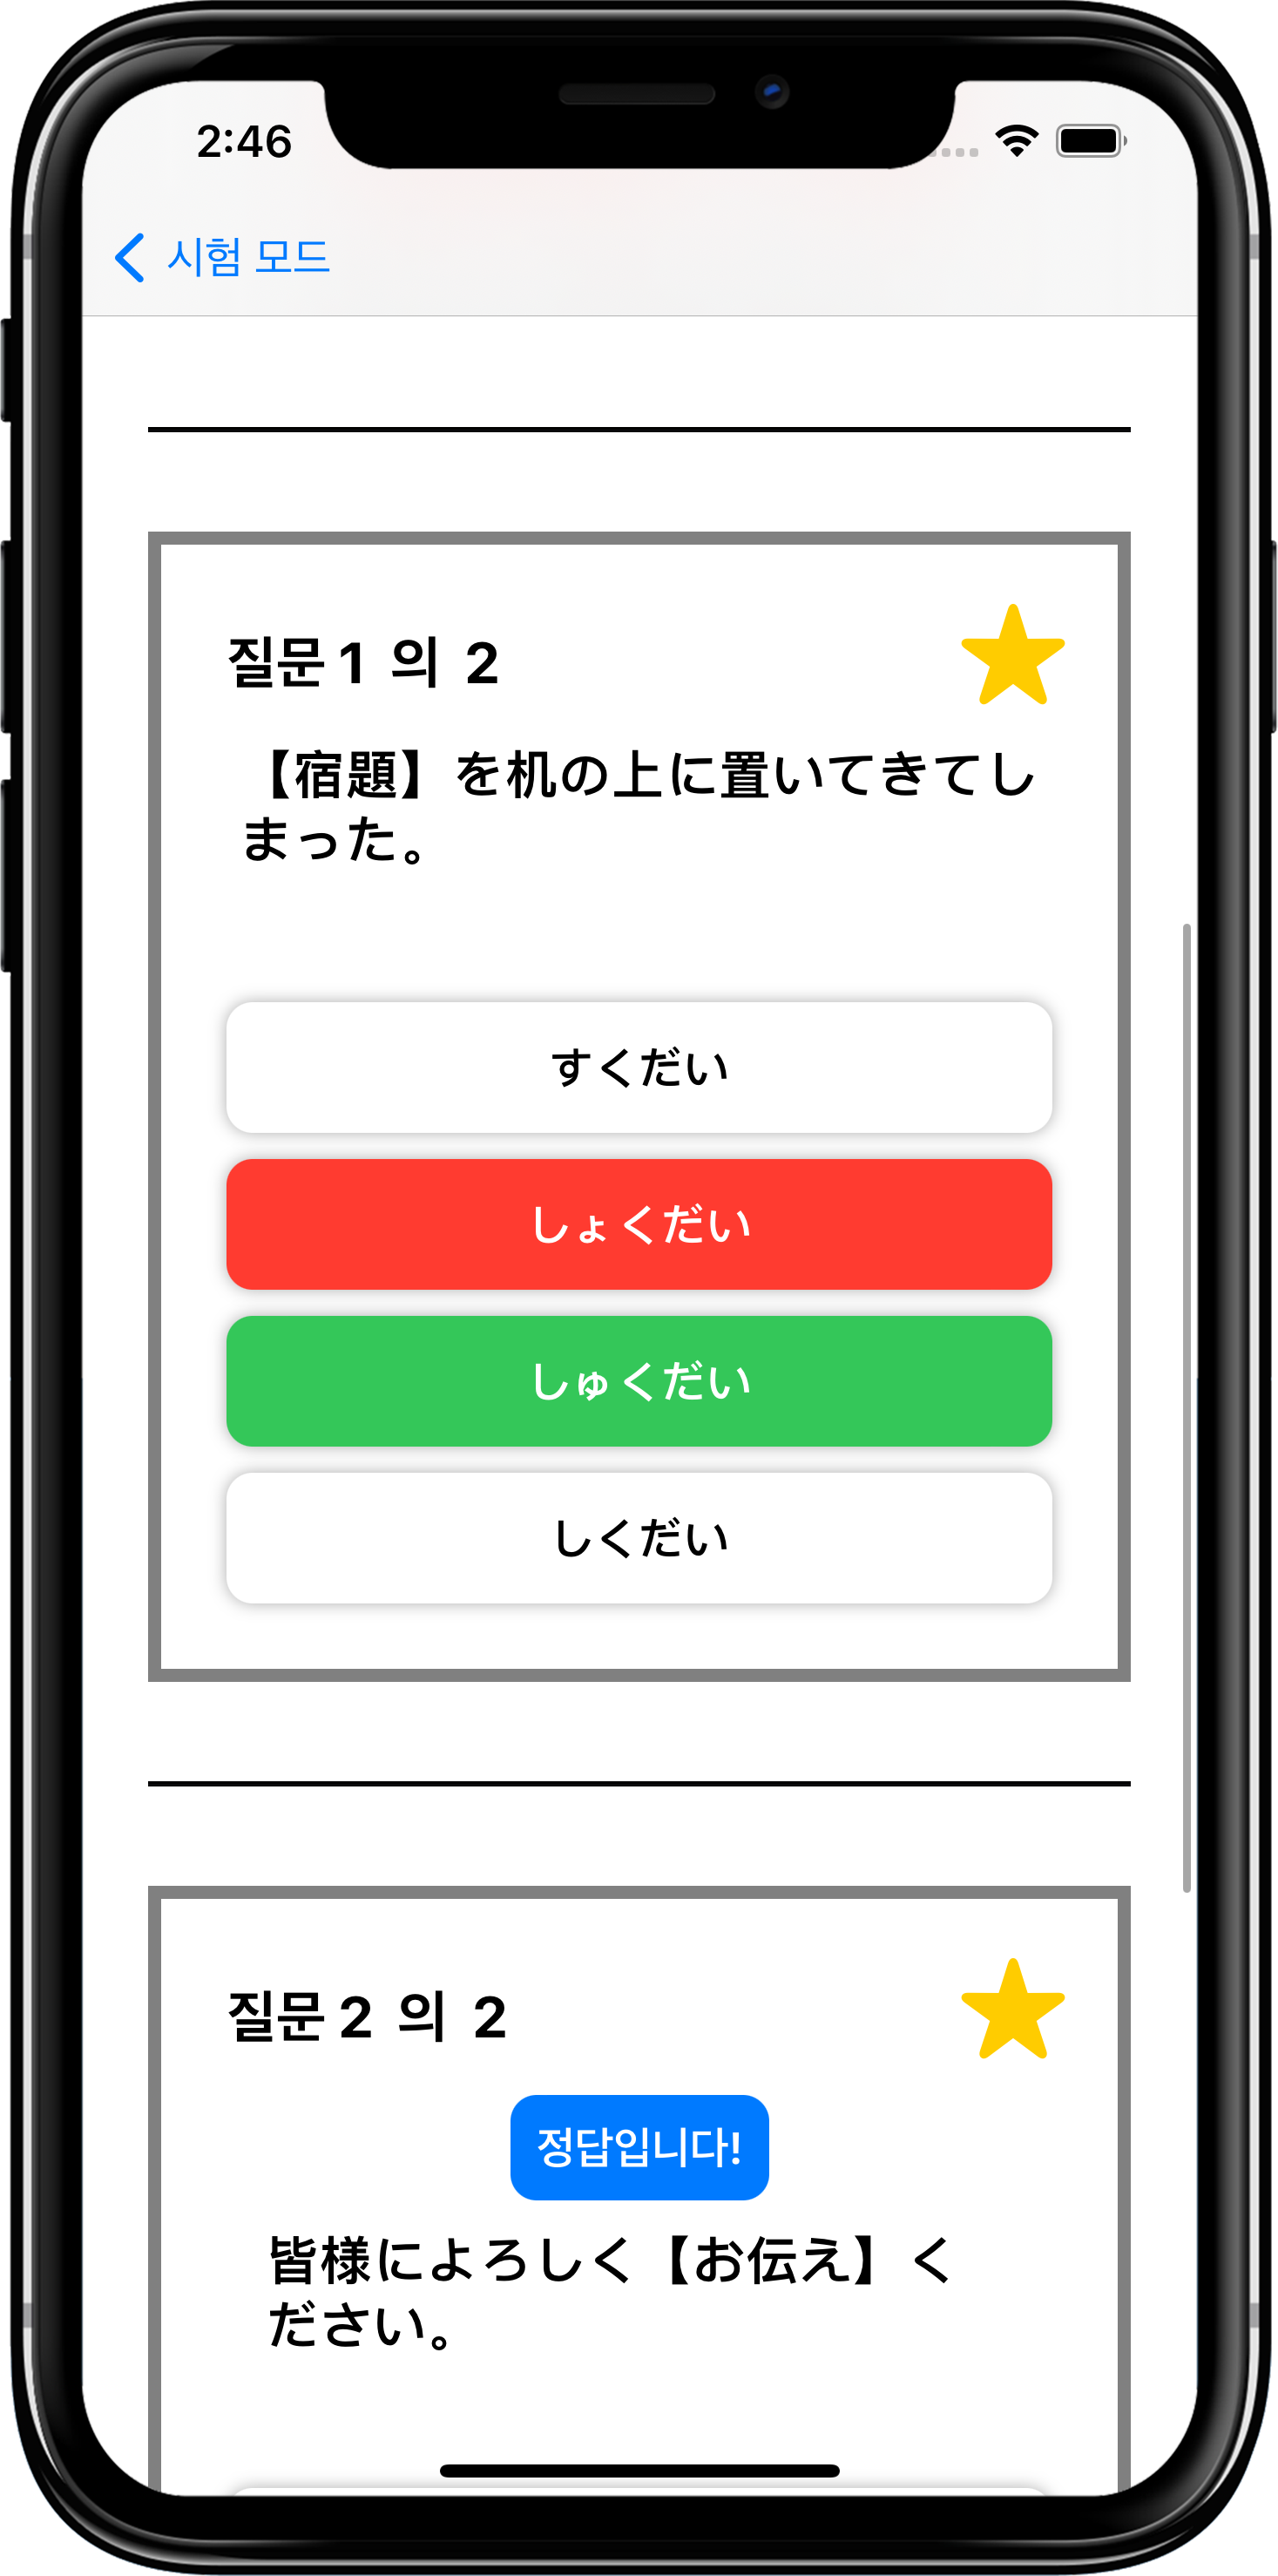 2:46
시험 모드
질문 1 의 2
【宿題】を机の上に置いてきてし
まった。
すくだい
しょくだい
しゅくだい
しくだい
질문 2 의 2
정답입니다!
皆様によろしく【お伝え】く
ださい。